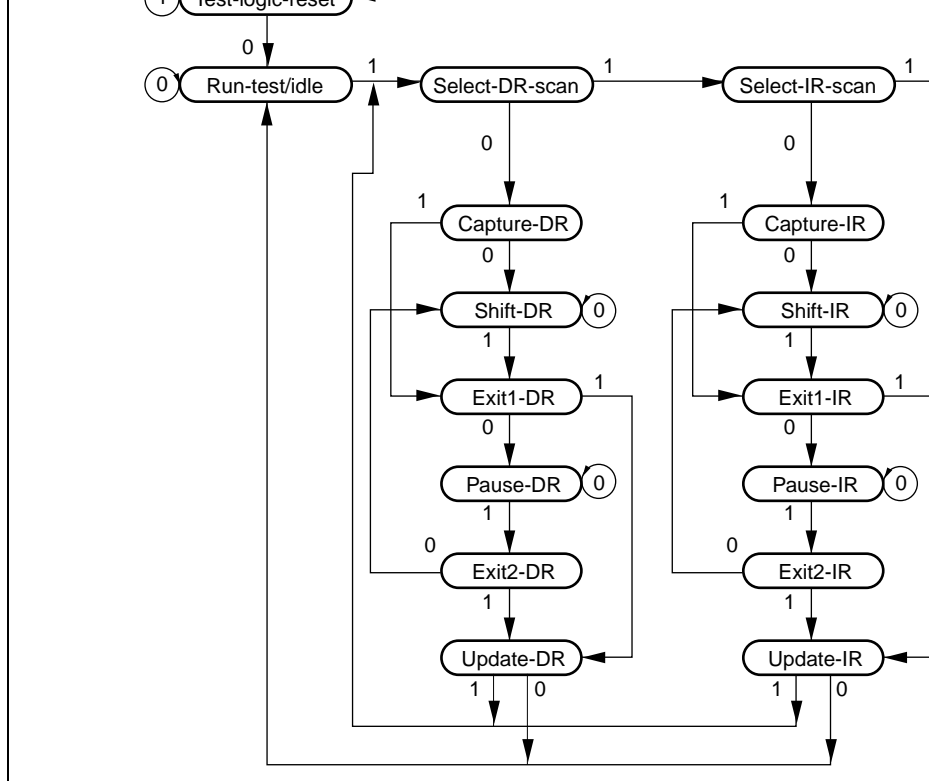 1 Test-logic-reset
0
0 Run-test/idle 1 Select-DR-scan 1 Select-IR-scan 1
0 0
1 1
Capture-DR Capture-IR
0 0
Shift-DR 0 Shift-IR 0
1 1
Exit1-DR 1 Exit1-IR 1
0 0
Pause-DR 0 Pause-IR 0
1 1
0 0
Exit2-DR Exit2-IR
1 1
Update-DR Update-IR
1 0 1 0